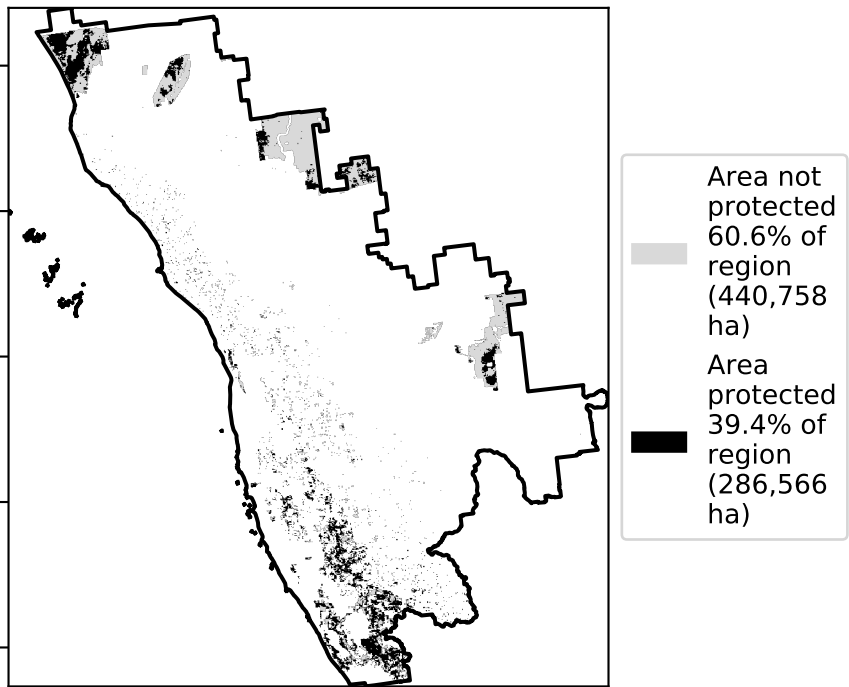 Area not
protected
60.6% of
region
(440,758
ha)
Area
protected
39.4% of
region
(286,566
ha)